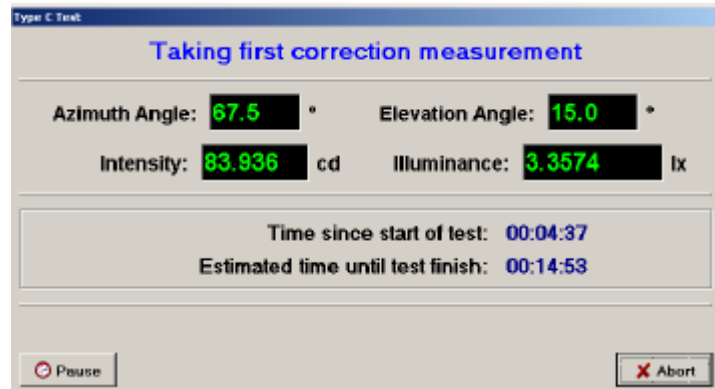 Type C Test
Taking first correction measurement
Azimuth Angle: 67.5 ° Elevation Angle: 15.0 °
Intensity: 83.936 cd Illuminance: 3.3574 lx
Time since start of test: 00:04:37
Estimated time until test finish: 00:14:53
Pause Abort